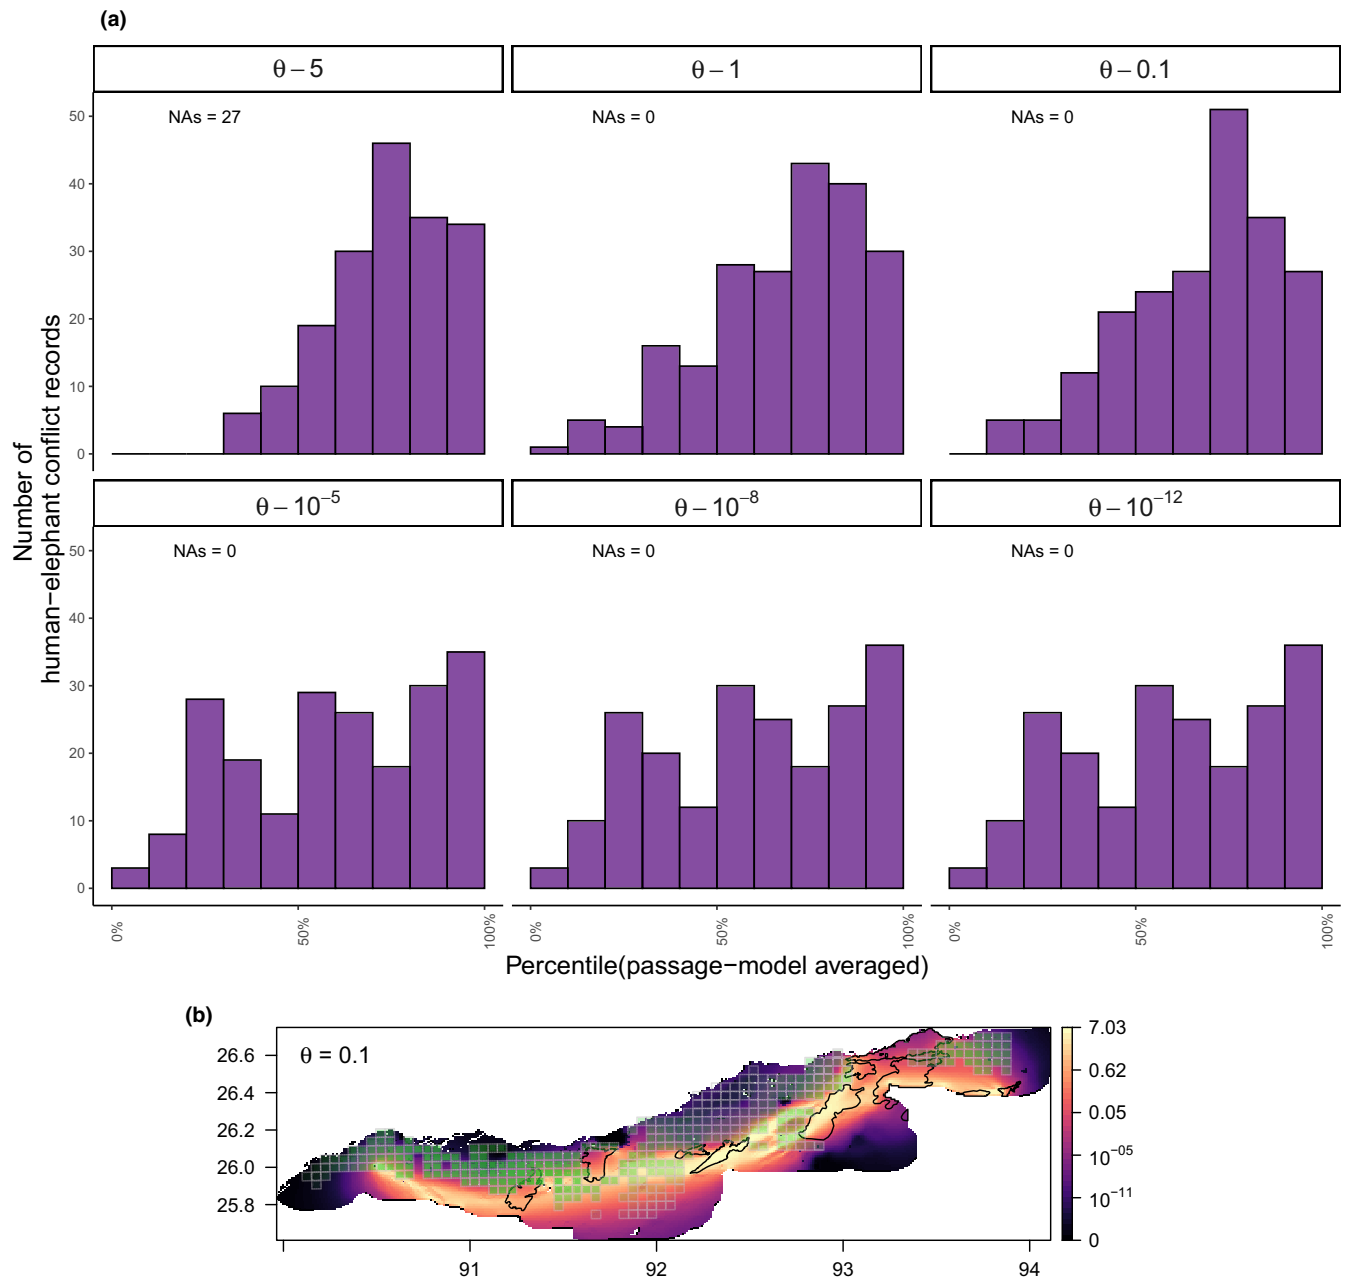 (a)
θ – 5
θ – 1
θ – 0.1
NAs = 27
NAs = 0
NAs = 0
50
40
30
20
10
0
θ – 10⁻⁵
θ – 10⁻⁸
θ – 10⁻¹²
NAs = 0
NAs = 0
NAs = 0
50
40
30
20
10
0
Number of
human−elephant conflict records
0%
50%
100%
0%
50%
100%
0%
50%
100%
Percentile(passage−model averaged)
(b)
θ = 0.1
26.6
26.4
26.2
26.0
25.8
91
92
93
94
7.03
0.62
0.05
10⁻⁰⁵
10⁻¹¹
0